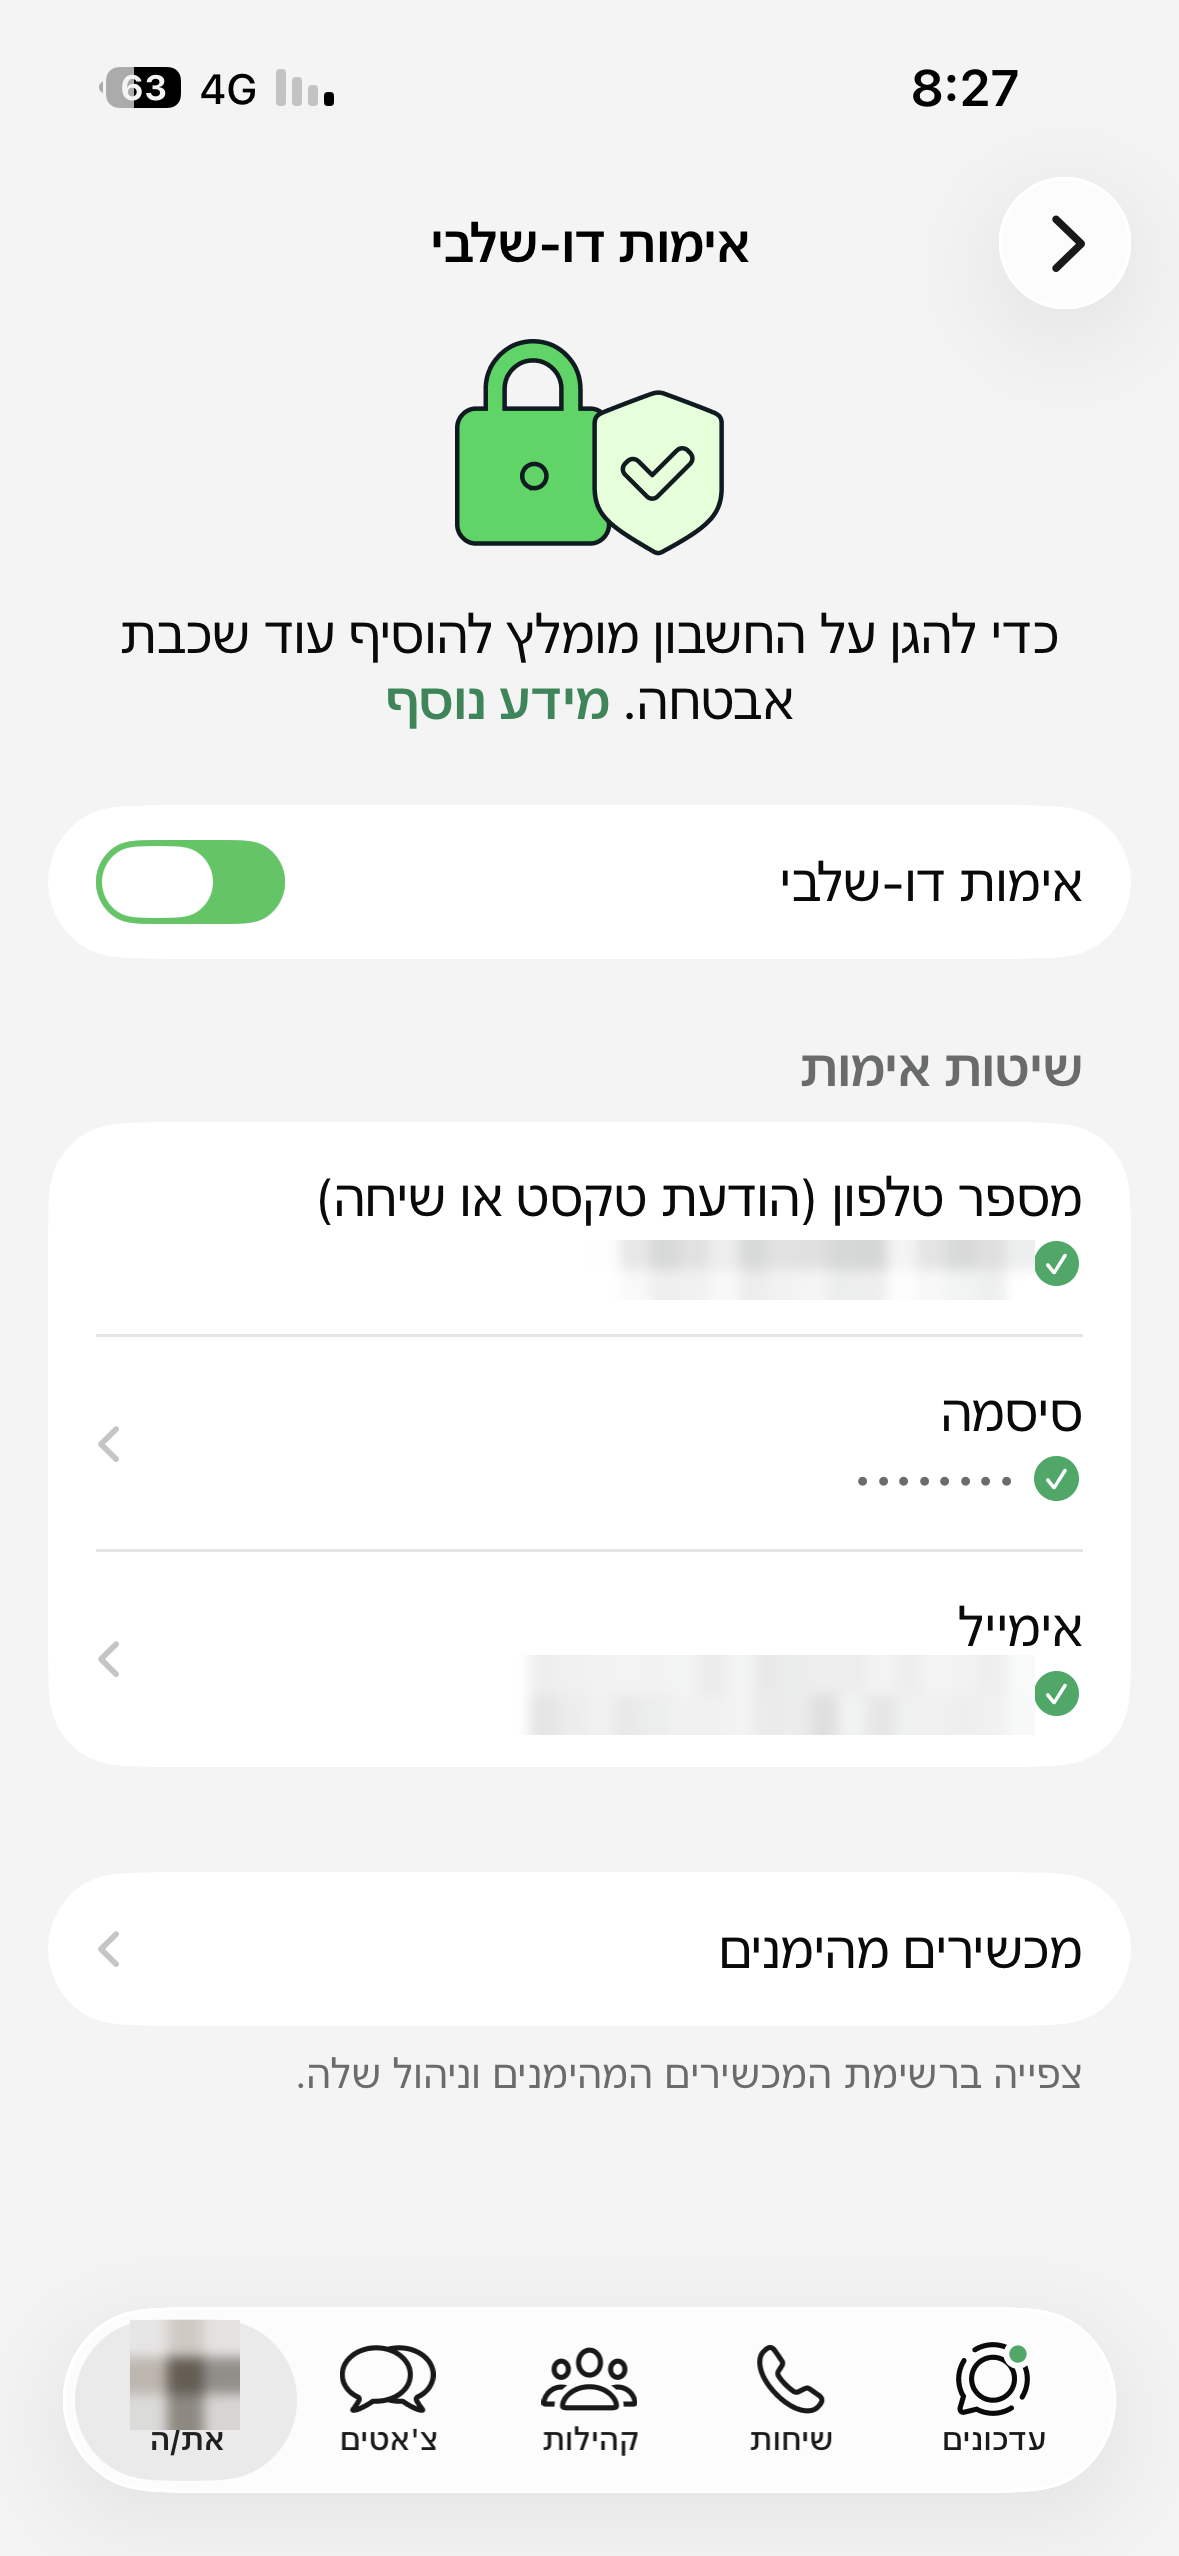 63 4G 8:27
אימות דו-שלבי
כדי להגן על החשבון מומלץ להוסיף עוד שכבת
אבטחה. מידע נוסף
אימות דו-שלבי
שיטות אימות
מספר טלפון (הודעת טקסט או שיחה)
סיסמה
••••••••
אימייל
מכשירים מהימנים
צפייה ברשימת המכשירים המהימנים וניהול שלה.
עדכונים
שיחות
קהילות
צ'אטים
את/ה